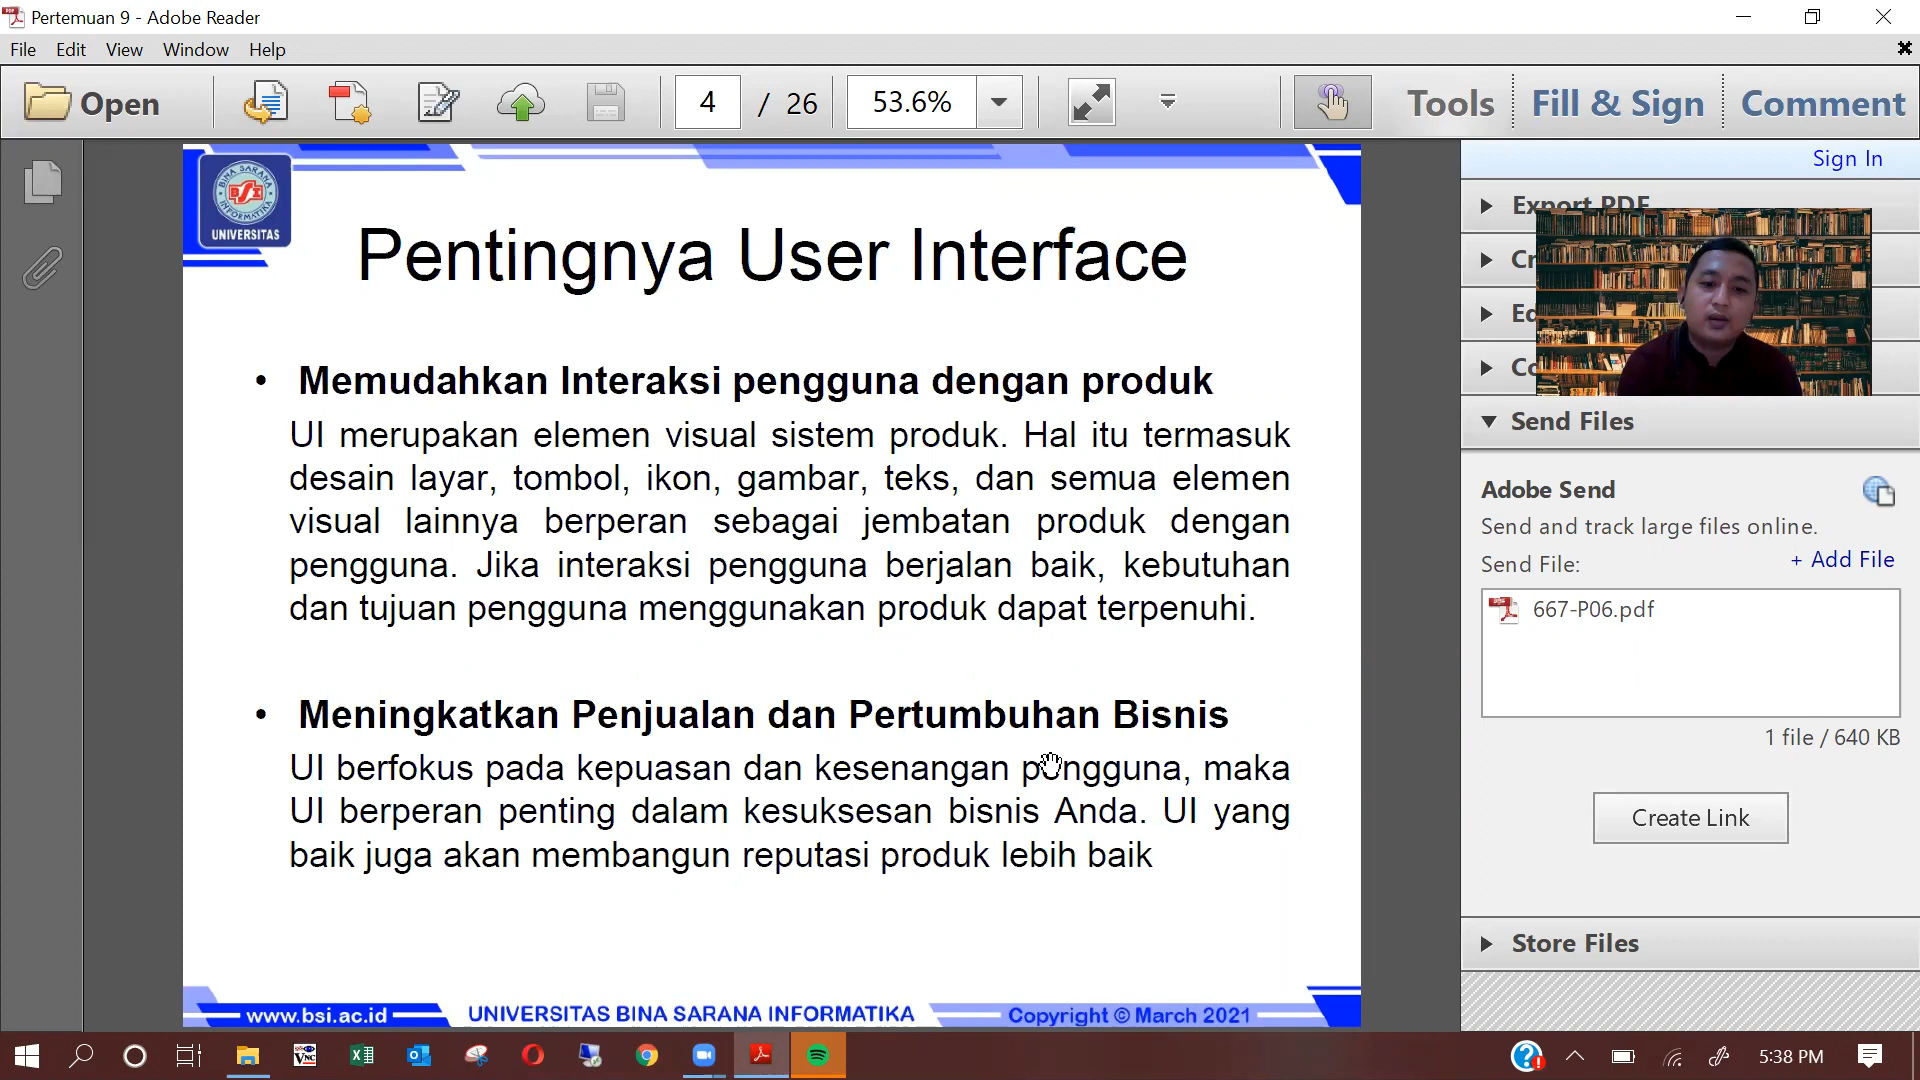 Pertemuan 9 - Adobe Reader
File Edit View Window Help
Open 4 / 26 53.6% Tools Fill & Sign Comment
Sign In
BINA SARANA INFORMATIKA
BSI
UNIVERSITAS
Pentingnya User Interface
• Memudahkan Interaksi pengguna dengan produk
UI merupakan elemen visual sistem produk. Hal itu termasuk
desain layar, tombol, ikon, gambar, teks, dan semua elemen
visual lainnya berperan sebagai jembatan produk dengan
pengguna. Jika interaksi pengguna berjalan baik, kebutuhan
dan tujuan pengguna menggunakan produk dapat terpenuhi.
• Meningkatkan Penjualan dan Pertumbuhan Bisnis
UI berfokus pada kepuasan dan kesenangan pengguna, maka
UI berperan penting dalam kesuksesan bisnis Anda. UI yang
baik juga akan membangun reputasi produk lebih baik
www.bsi.ac.id UNIVERSITAS BINA SARANA INFORMATIKA Copyright © March 2021
Export PDF
Send Files
Adobe Send
Send and track large files online.
Send File: + Add File
667-P06.pdf
1 file / 640 KB
Create Link
Store Files
5:38 PM